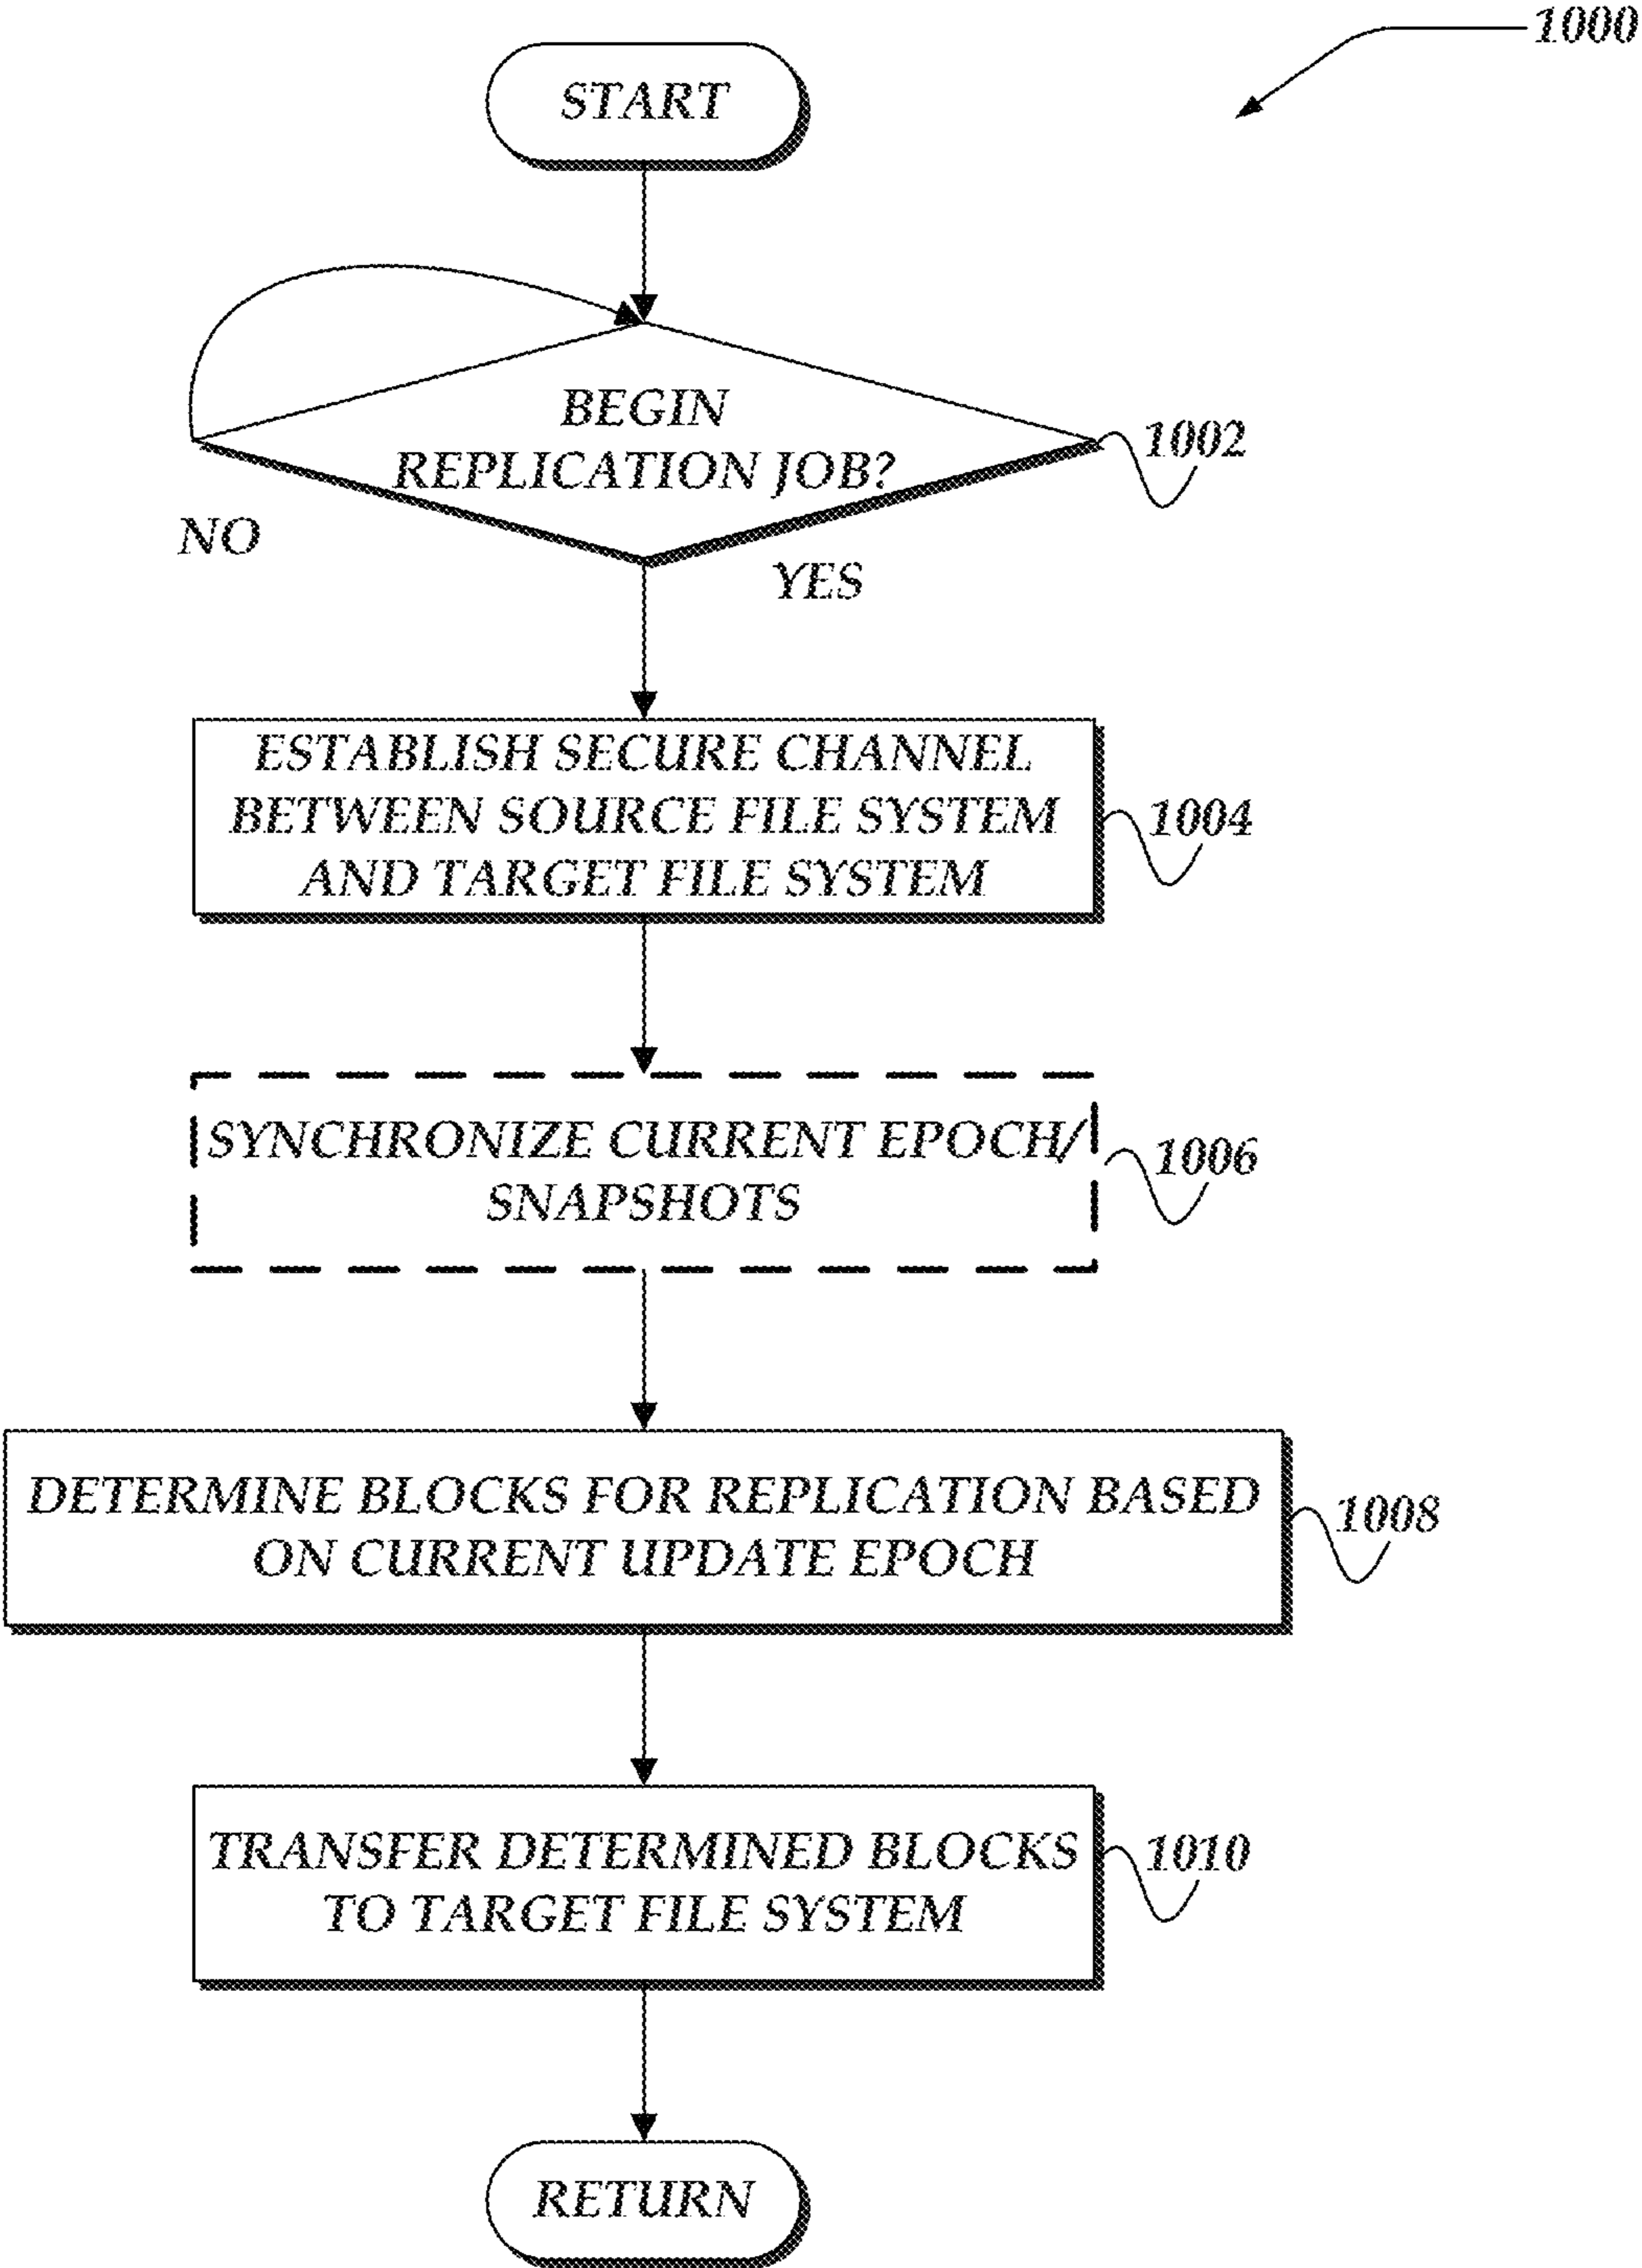 1000
START
BEGIN
REPLICATION JOB?
1002
NO
YES
ESTABLISH SECURE CHANNEL
BETWEEN SOURCE FILE SYSTEM
AND TARGET FILE SYSTEM
1004
SYNCHRONIZE CURRENT EPOCH/
SNAPSHOTS
1006
DETERMINE BLOCKS FOR REPLICATION BASED
ON CURRENT UPDATE EPOCH
1008
TRANSFER DETERMINED BLOCKS
TO TARGET FILE SYSTEM
1010
RETURN